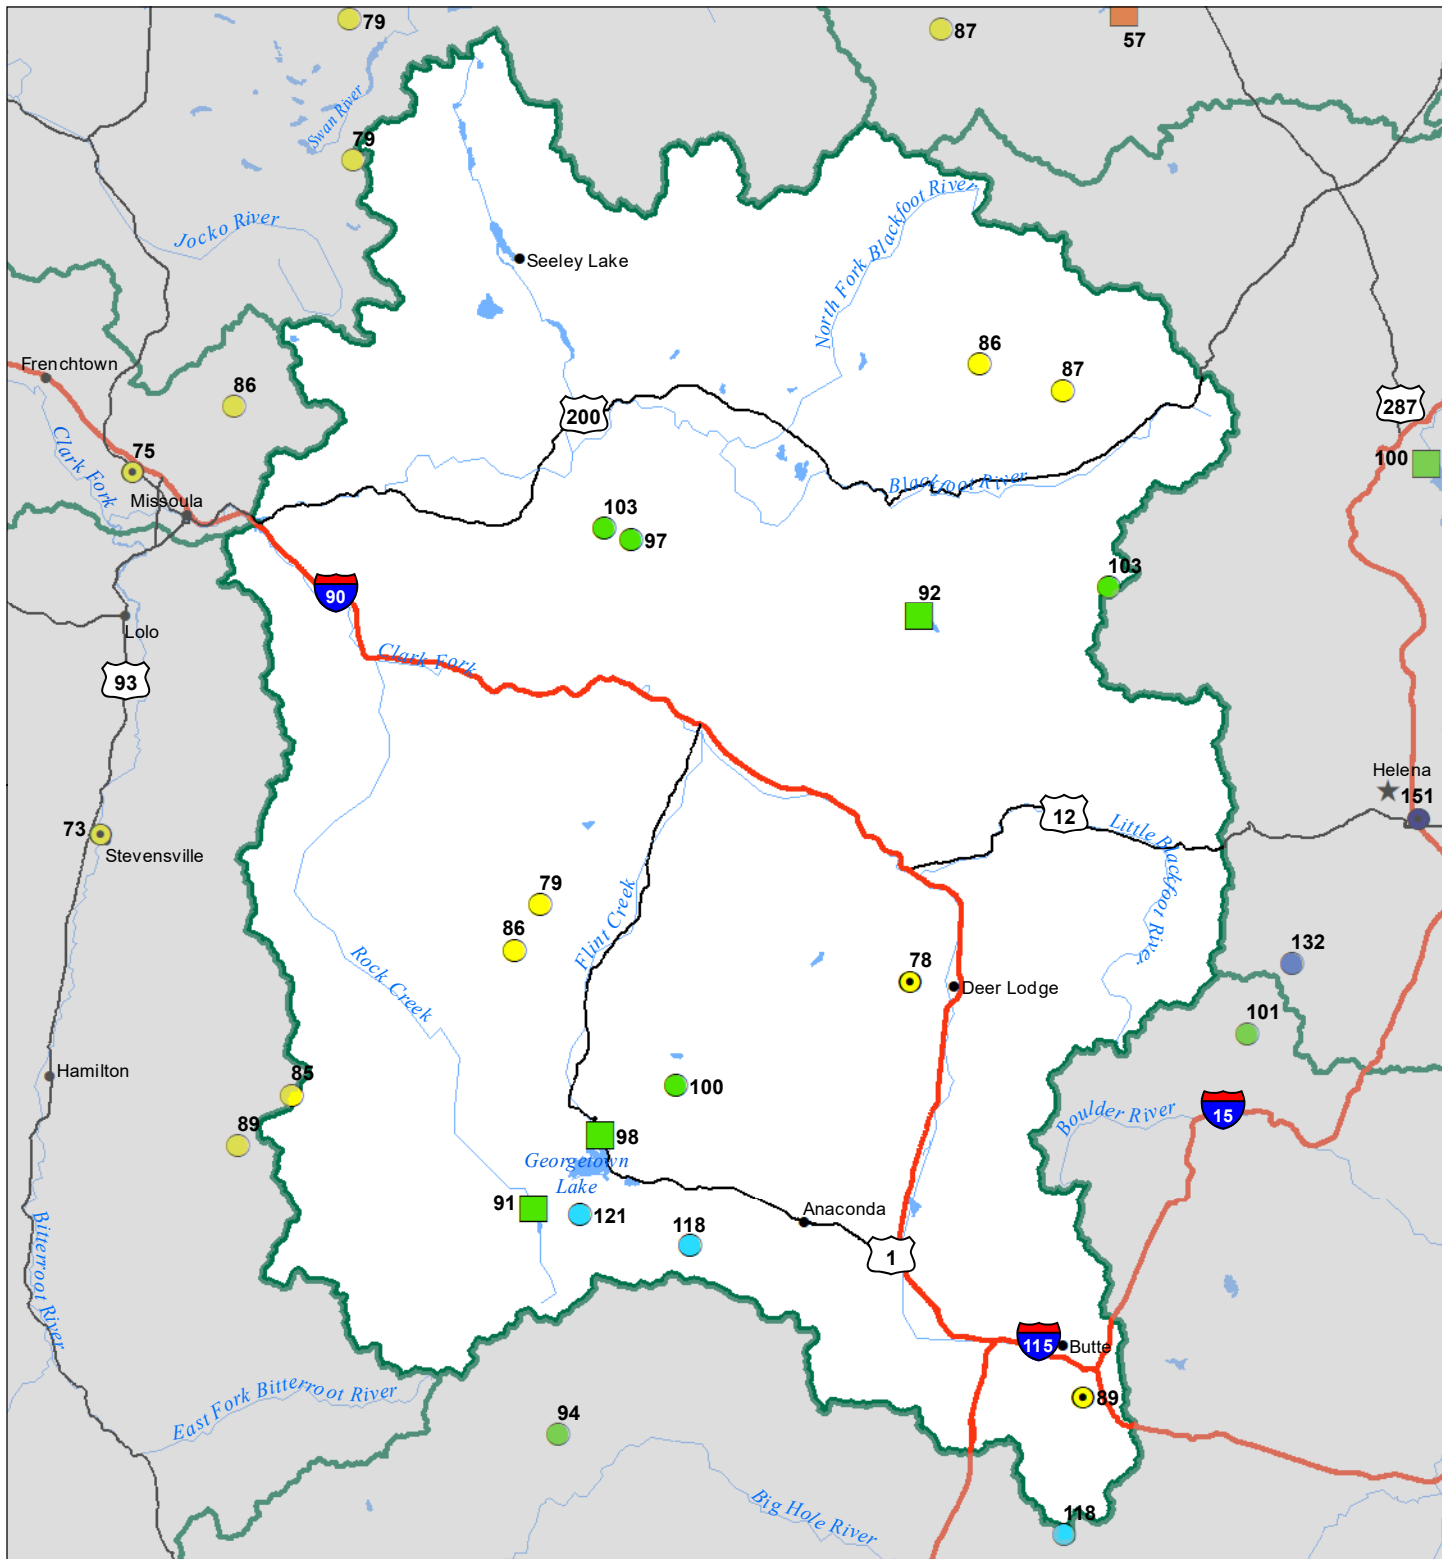 79
87
57
Swan River
79
Jocko River
North Fork Blackfoot River
Seeley Lake
Frenchtown
86
86
87
200
287
75
Clark Fork
100
Missoula
Blackfoot River
103
97
103
90
92
Lolo
Clark Fork
93
Helena
151
12
Little Blackfoot River
73
Stevensville
79
Flint Creek
86
132
78
Deer Lodge
Rock Creek
101
Hamilton
85
100
15
Boulder River
89
98
Georgetown
Lake
91
121
Anaconda
118
1
Bitterroot River
115
Butte
89
East Fork Bitterroot River
94
Big Hole River
118